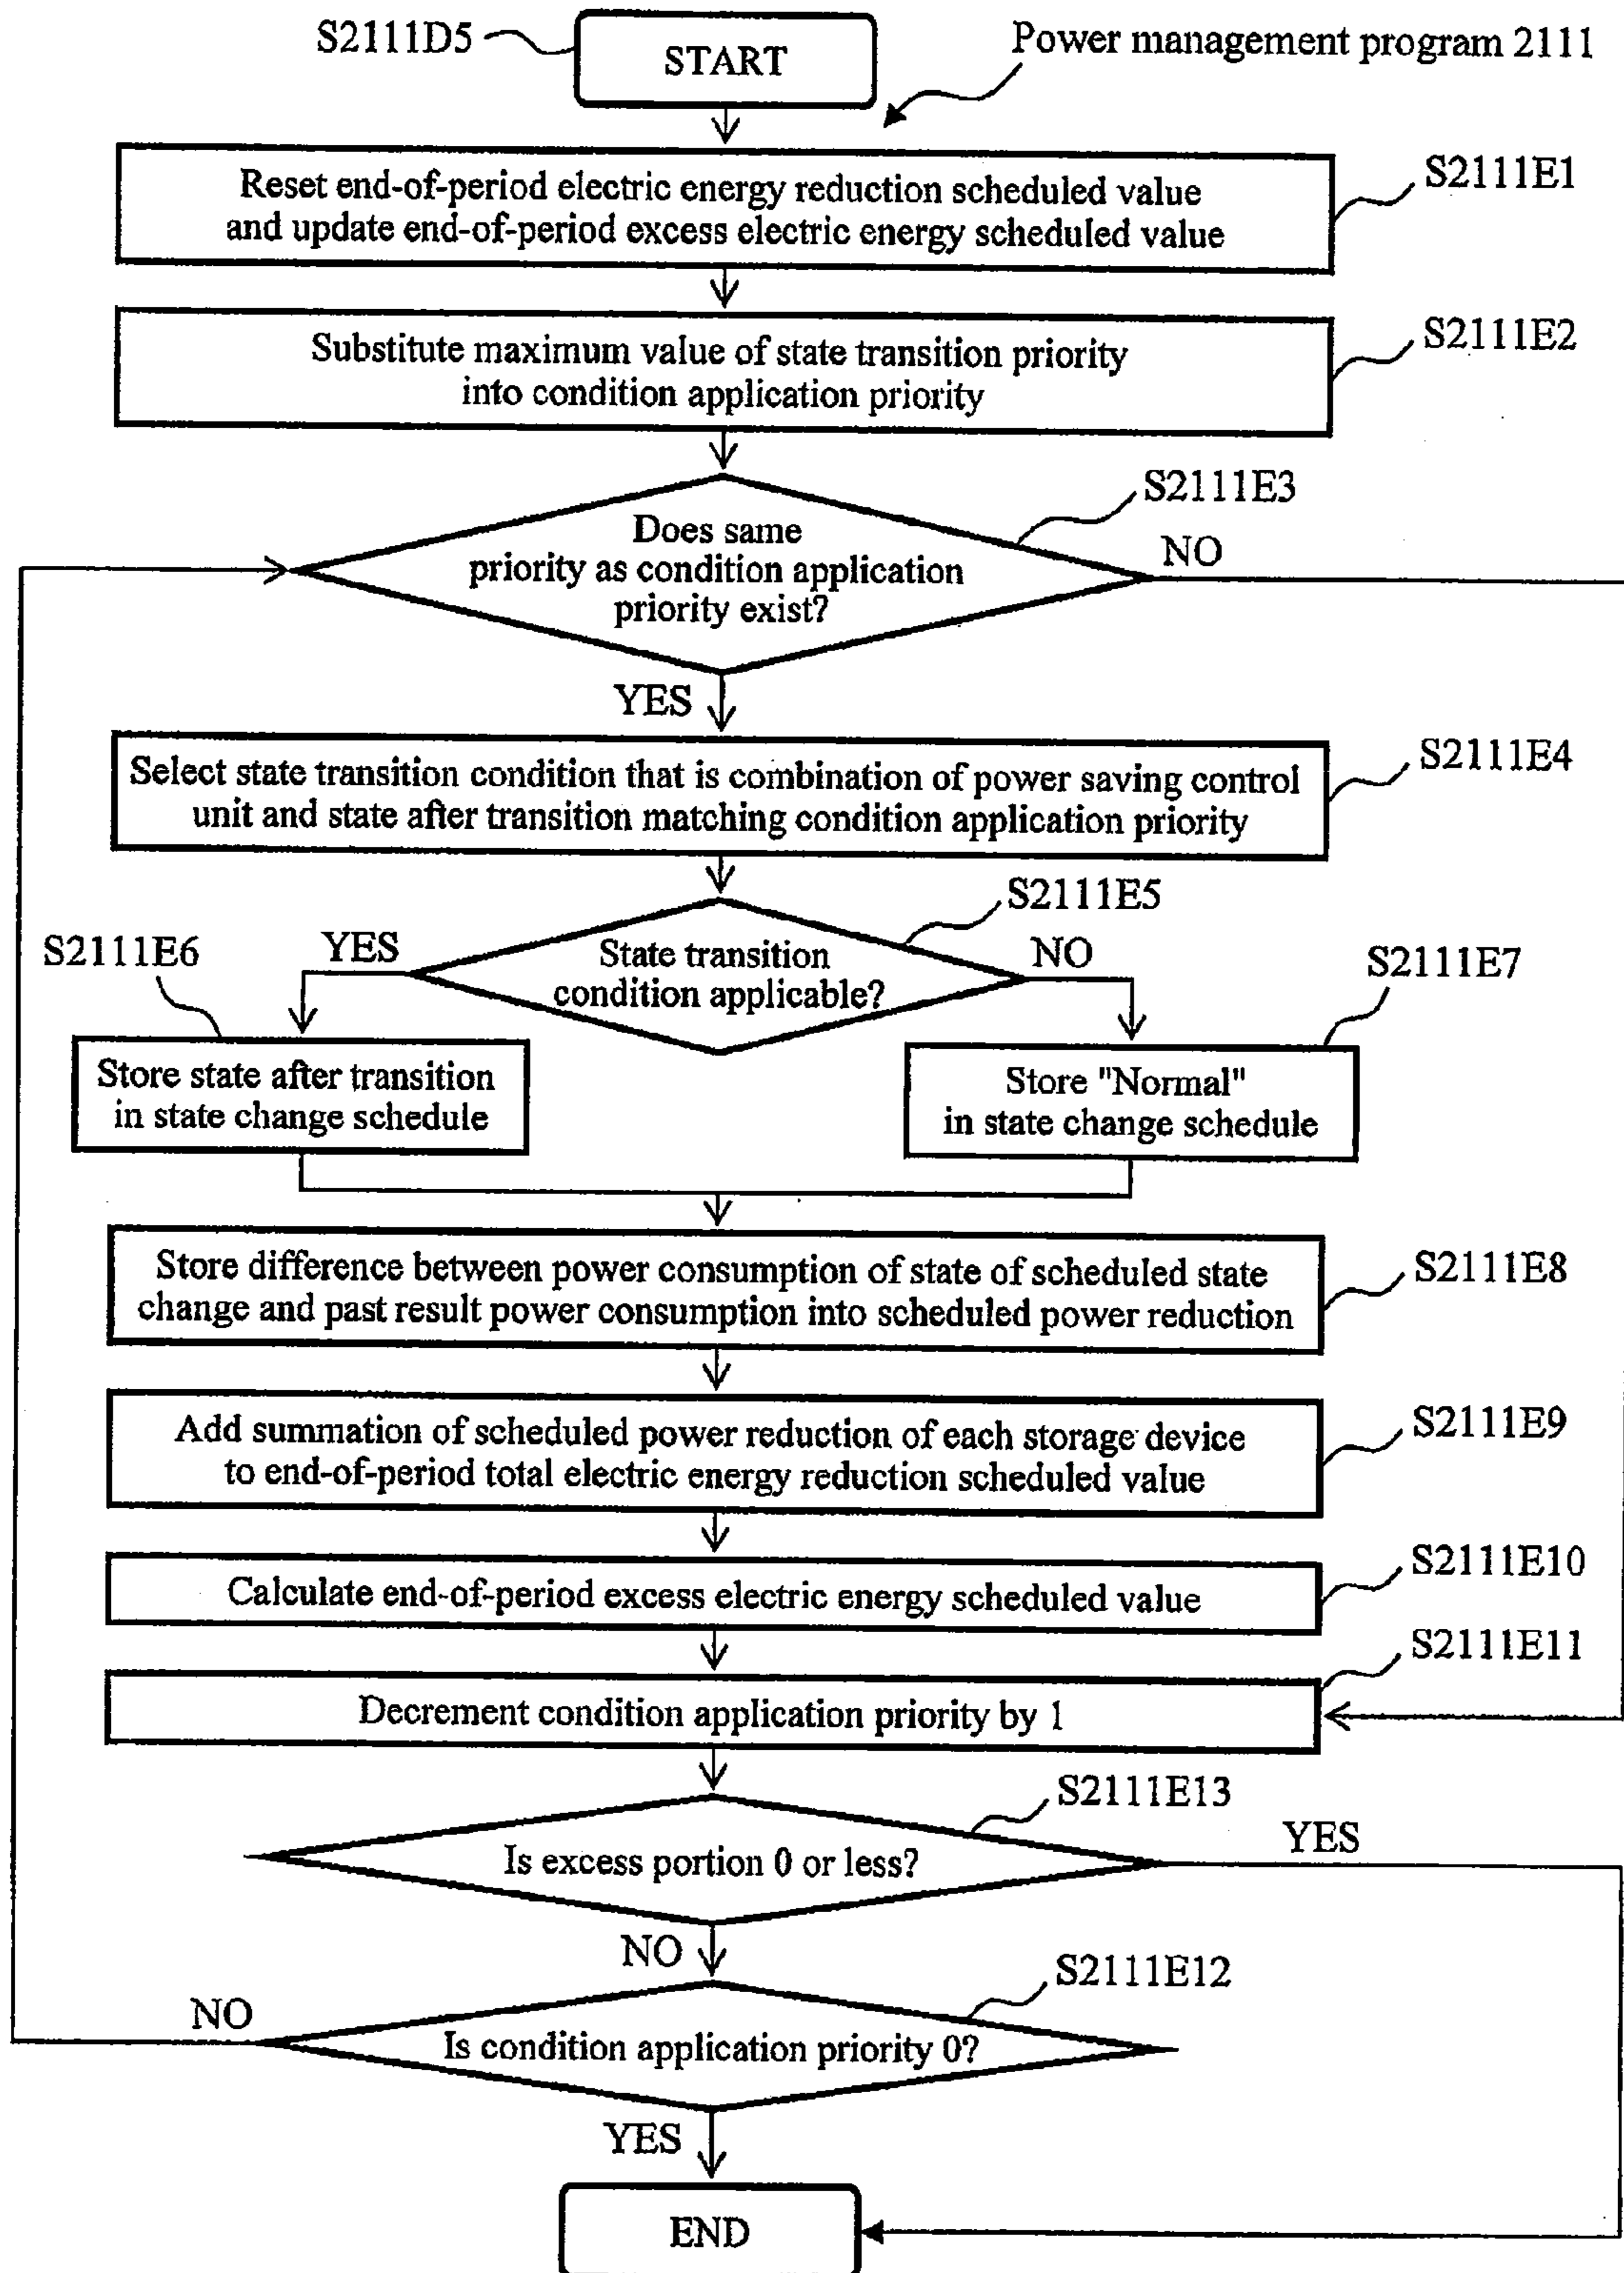 S2111D5
START
Power management program 2111
Reset end-of-period electric energy reduction scheduled value
and update end-of-period excess electric energy scheduled value
S2111E1
Substitute maximum value of state transition priority
into condition application priority
S2111E2
S2111E3
Does same
priority as condition application
priority exist?
NO
YES
Select state transition condition that is combination of power saving control
unit and state after transition matching condition application priority
S2111E4
S2111E5
State transition
condition applicable?
YES
NO
S2111E6
S2111E7
Store state after transition
in state change schedule
Store "Normal"
in state change schedule
Store difference between power consumption of state of scheduled state
change and past result power consumption into scheduled power reduction
S2111E8
Add summation of scheduled power reduction of each storage device
to end-of-period total electric energy reduction scheduled value
S2111E9
Calculate end-of-period excess electric energy scheduled value
S2111E10
Decrement condition application priority by 1
S2111E11
S2111E13
Is excess portion 0 or less?
YES
NO
S2111E12
NO
Is condition application priority 0?
YES
END